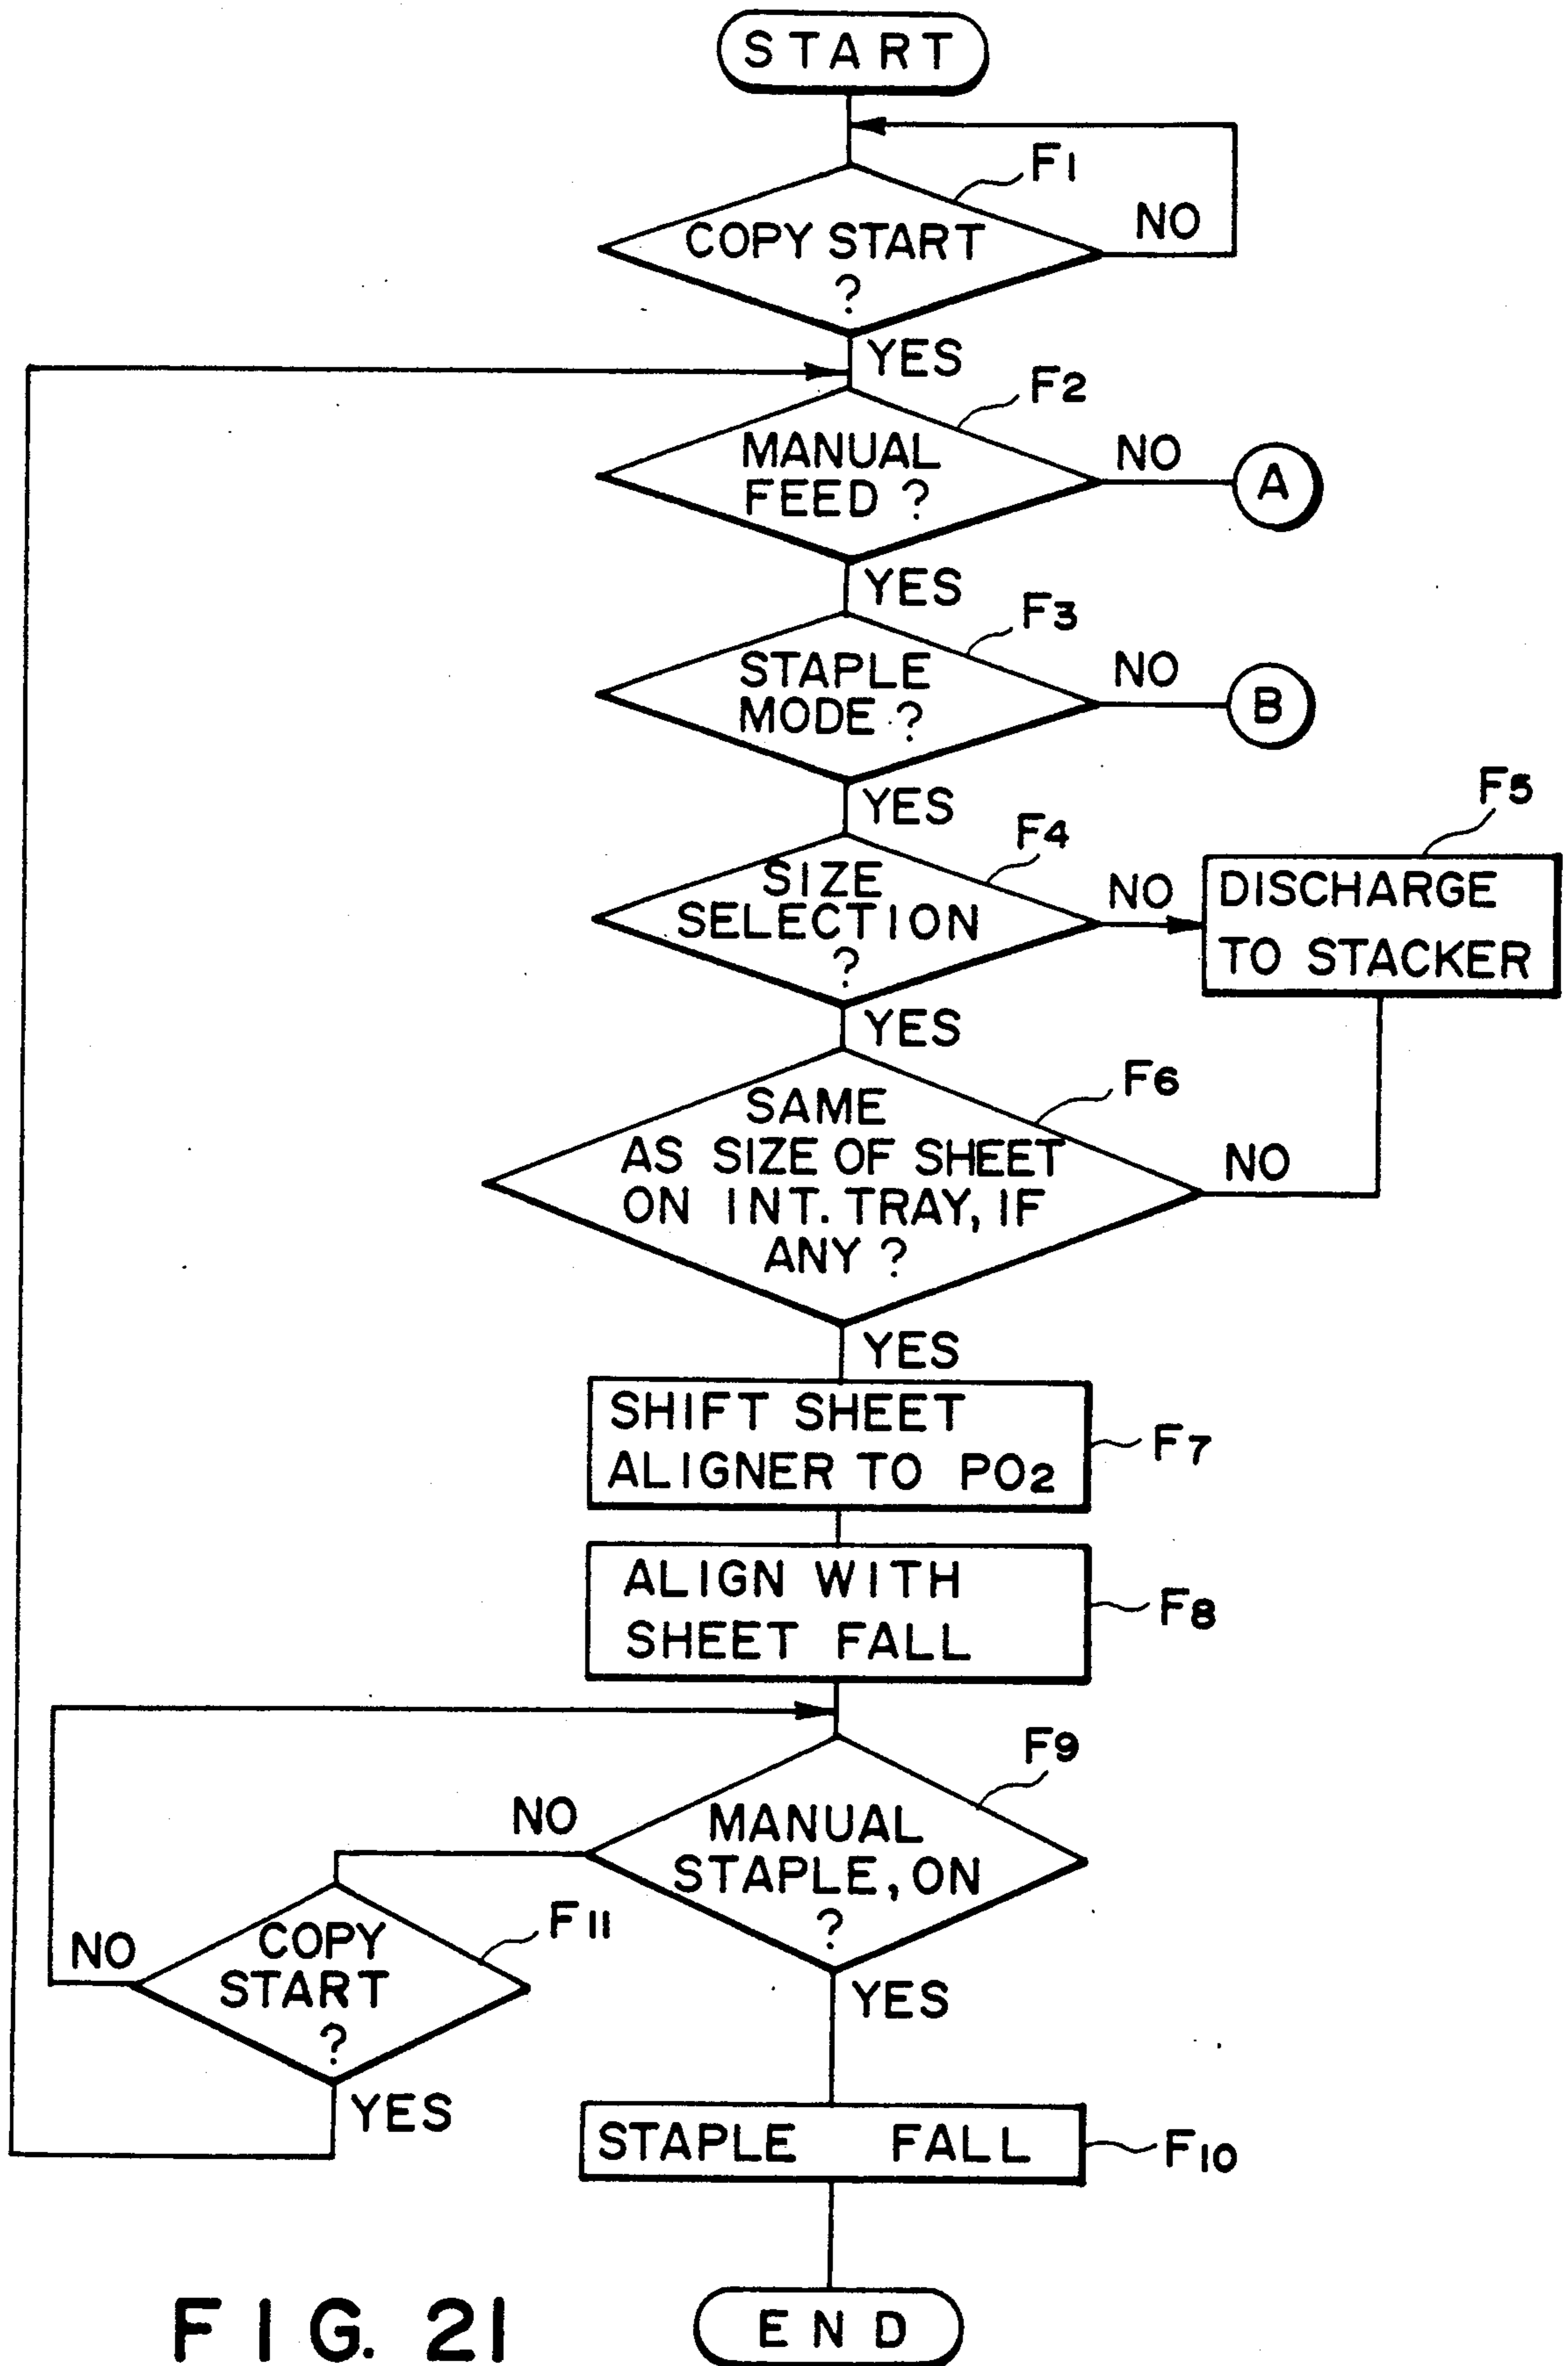 START
F1
COPY START
?
NO
YES
F2
MANUAL
FEED ?
NO
A
YES
F3
STAPLE
MODE ?
NO
B
YES
F4
SIZE
SELECTION
?
NO
F5
DISCHARGE
TO STACKER
YES
F6
SAME
AS SIZE OF SHEET
ON INT. TRAY, IF
ANY ?
NO
YES
SHIFT SHEET
ALIGNER TO PO2
F7
ALIGN WITH
SHEET FALL
F8
F9
MANUAL
STAPLE, ON
?
NO
F11
COPY
START
?
NO
YES
YES
STAPLE FALL
F10
END
FIG. 21